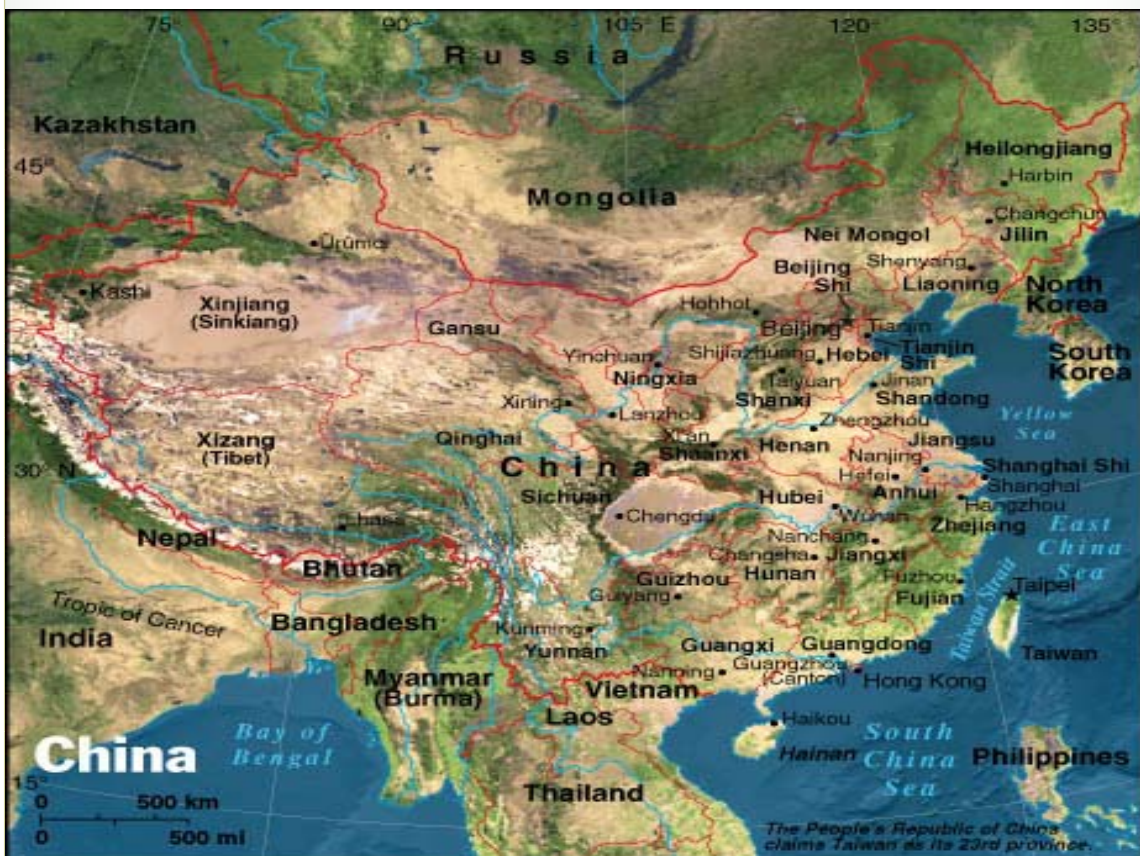 75°
90°
105° E
120°
135°
Russia
Kazakhstan
45°
Mongolia
Heilongjiang
Harbin
Changchun
Jilin
Nei Mongol
Ürümqi
Shenyang
Beijing
Shi
Liaoning
North
Korea
Kashi
Xinjiang
(Sinkiang)
Hohhot
Gansu
Beijing
Tianjin
Tianjin
Shi
Yinchuan
Shijiazhuang
Hebei
South
Korea
Ningxia
Taiyuan
Jinan
Shanxi
Shandong
Xining
Lanzhou
Zhengzhou
Yellow
Sea
Xizang
(Tibet)
Qinghai
Xi'an
Shaanxi
Henan
Jiangsu
30° N
China
Nanjing
Hefei
Shanghai Shi
Shanghai
Sichuan
Hubei
Anhui
Hangzhou
Chengdu
Wuhan
Zhejiang
East
China
Sea
Lhasa
Nepal
Nanchang
Changsha
Jiangxi
Bhutan
Guizhou
Hunan
Fuzhou
Fujian
Taiwan Strait
Taipei
Guiyang
Tropic of Cancer
India
Bangladesh
Kunming
Yunnan
Guangxi
Guangdong
Taiwan
Myanmar
(Burma)
Nanning
Guangzhou
(Canton)
Hong Kong
Vietnam
Laos
Haikou
Hainan
Bay of
Bengal
South
China
Sea
Philippines
China
15°
Thailand
0 500 km
0 500 mi
The People's Republic of China
claims Taiwan as its 23rd province.